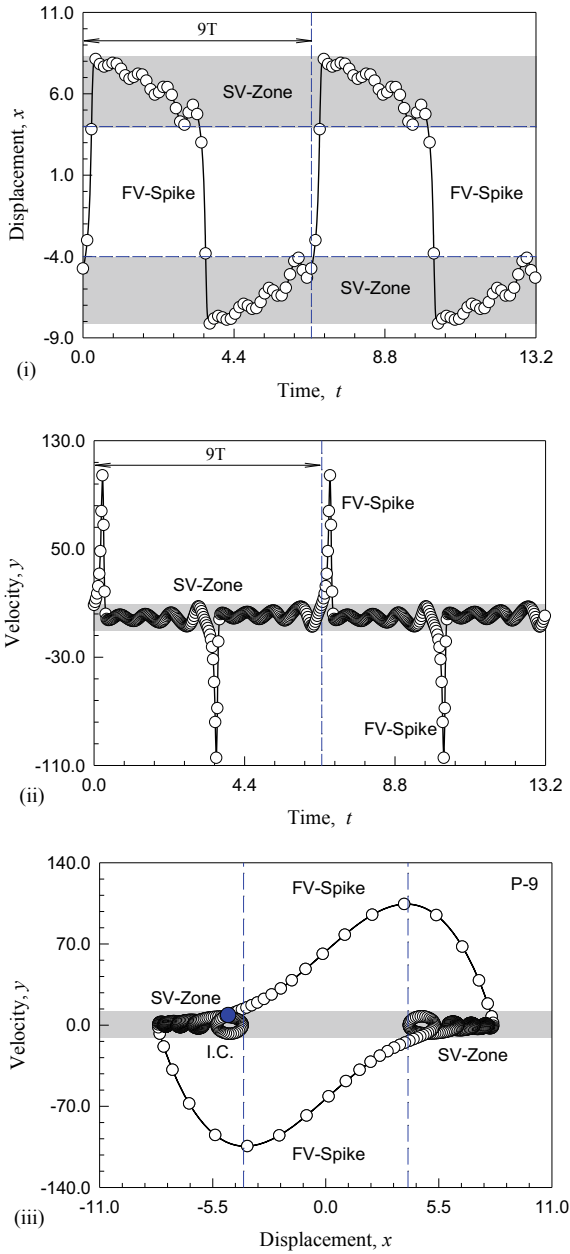 11.0
9T
6.0
SV-Zone
Displacement, x
1.0
FV-Spike
FV-Spike
-4.0
SV-Zone
-9.0
0.0
4.4
8.8
13.2
(i)
Time, t
130.0
9T
FV-Spike
50.0
SV-Zone
Velocity, y
-30.0
FV-Spike
-110.0
(ii)
0.0
4.4
8.8
13.2
Time, t
140.0
FV-Spike
P-9
70.0
SV-Zone
Velocity, y
0.0
I.C.
SV-Zone
-70.0
FV-Spike
-140.0
(iii)
-11.0
-5.5
0.0
5.5
11.0
Displacement, x